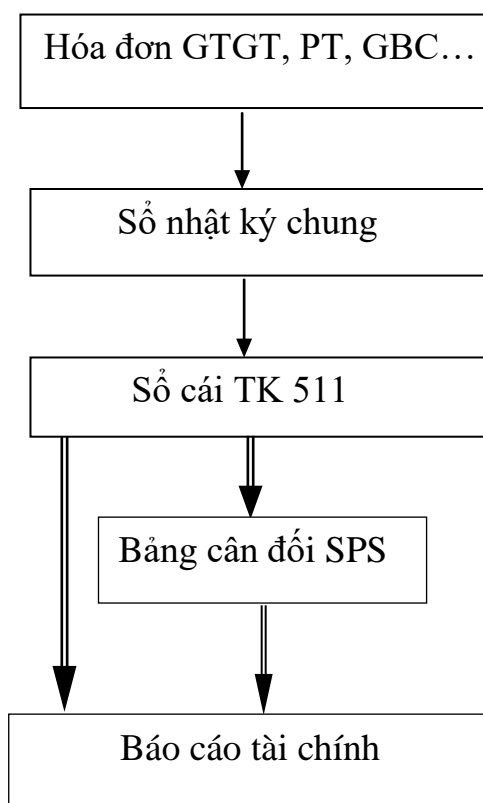 Hóa đơn GTGT, PT, GBC…
Sổ nhật ký chung
Sổ cái TK 511
Bảng cân đối SPS
Báo cáo tài chính